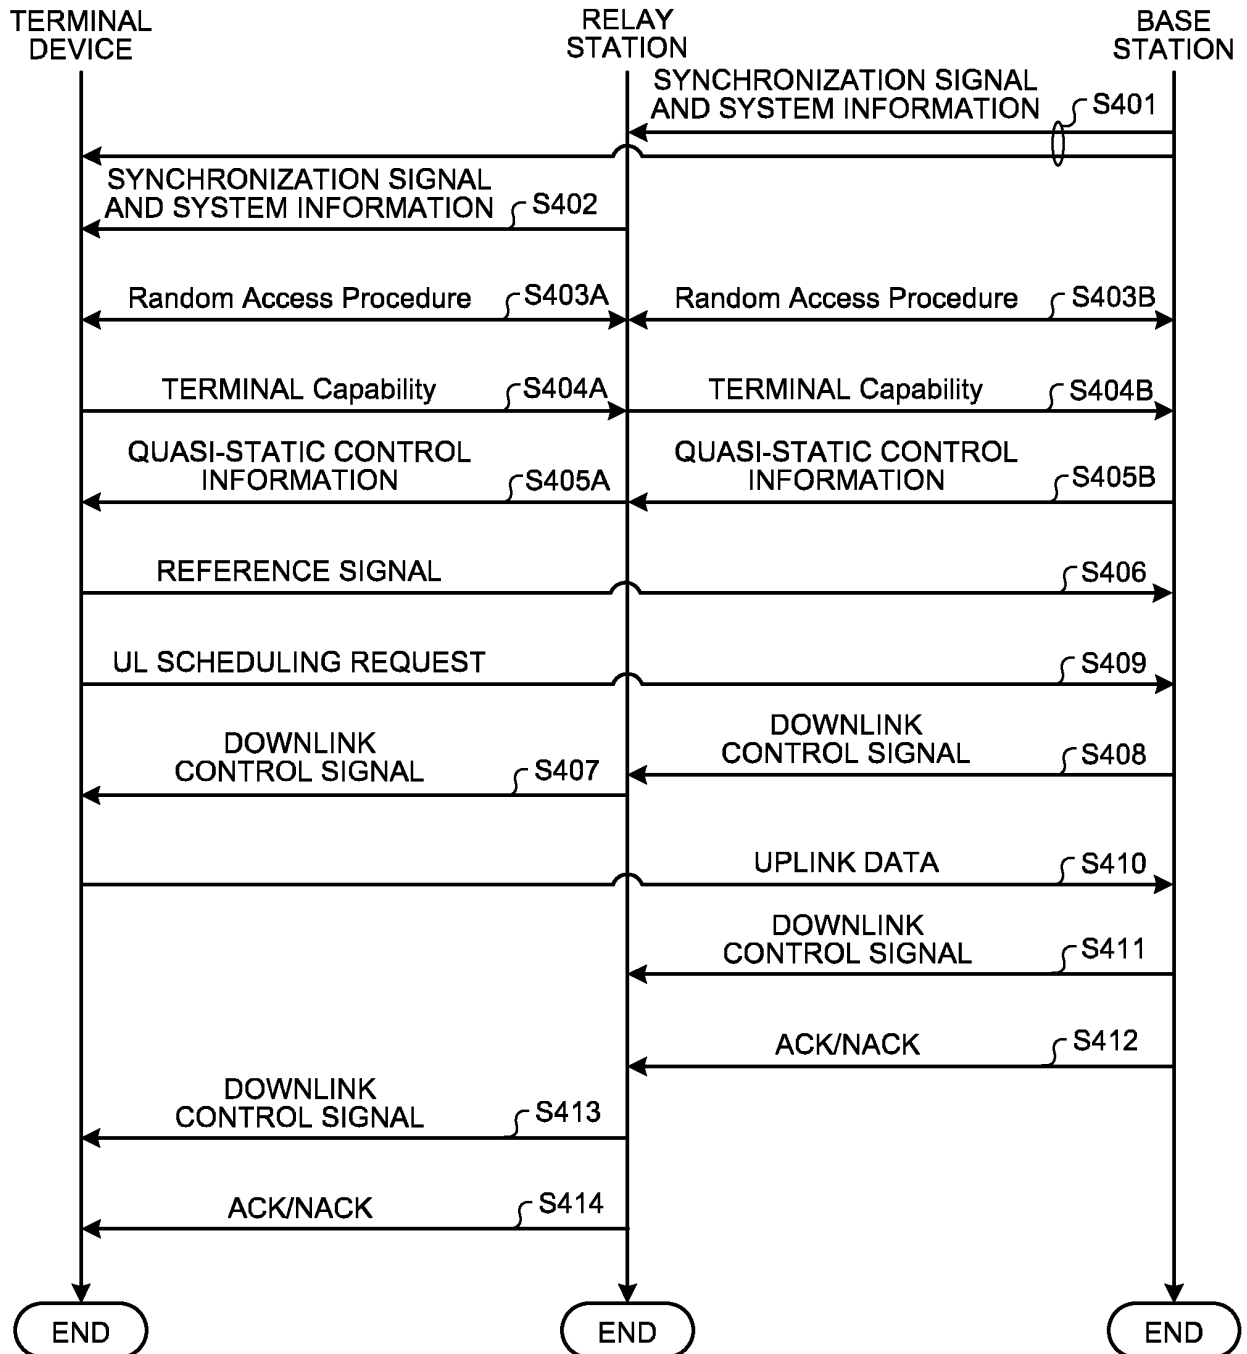 TERMINAL
DEVICE
RELAY
STATION
BASE
STATION
SYNCHRONIZATION SIGNAL
AND SYSTEM INFORMATION
S401
SYNCHRONIZATION SIGNAL
AND SYSTEM INFORMATION
S402
Random Access Procedure
S403A
Random Access Procedure
S403B
TERMINAL Capability
S404A
TERMINAL Capability
S404B
QUASI-STATIC CONTROL
INFORMATION
S405A
QUASI-STATIC CONTROL
INFORMATION
S405B
REFERENCE SIGNAL
S406
UL SCHEDULING REQUEST
S409
DOWNLINK
CONTROL SIGNAL
S408
DOWNLINK
CONTROL SIGNAL
S407
UPLINK DATA
S410
DOWNLINK
CONTROL SIGNAL
S411
ACK/NACK
S412
DOWNLINK
CONTROL SIGNAL
S413
ACK/NACK
S414
END
END
END